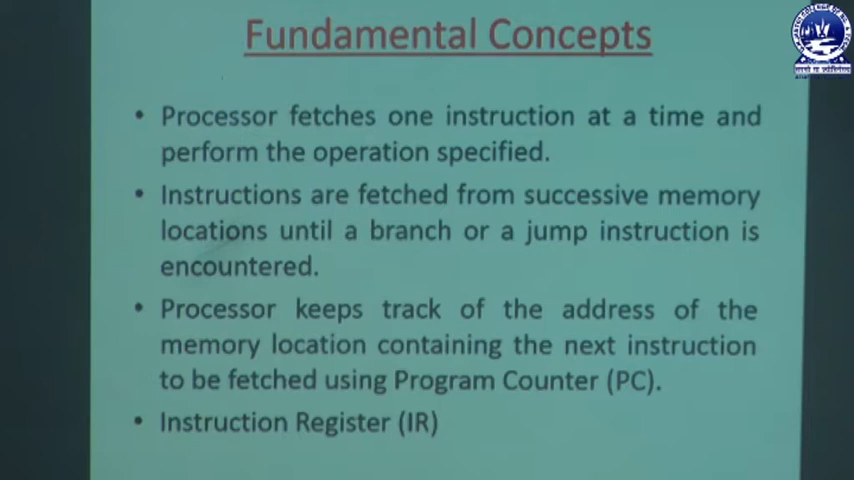 Fundamental Concepts
• Processor fetches one instruction at a time and
perform the operation specified.
• Instructions are fetched from successive memory
locations until a branch or a jump instruction is
encountered.
• Processor keeps track of the address of the
memory location containing the next instruction
to be fetched using Program Counter (PC).
• Instruction Register (IR)